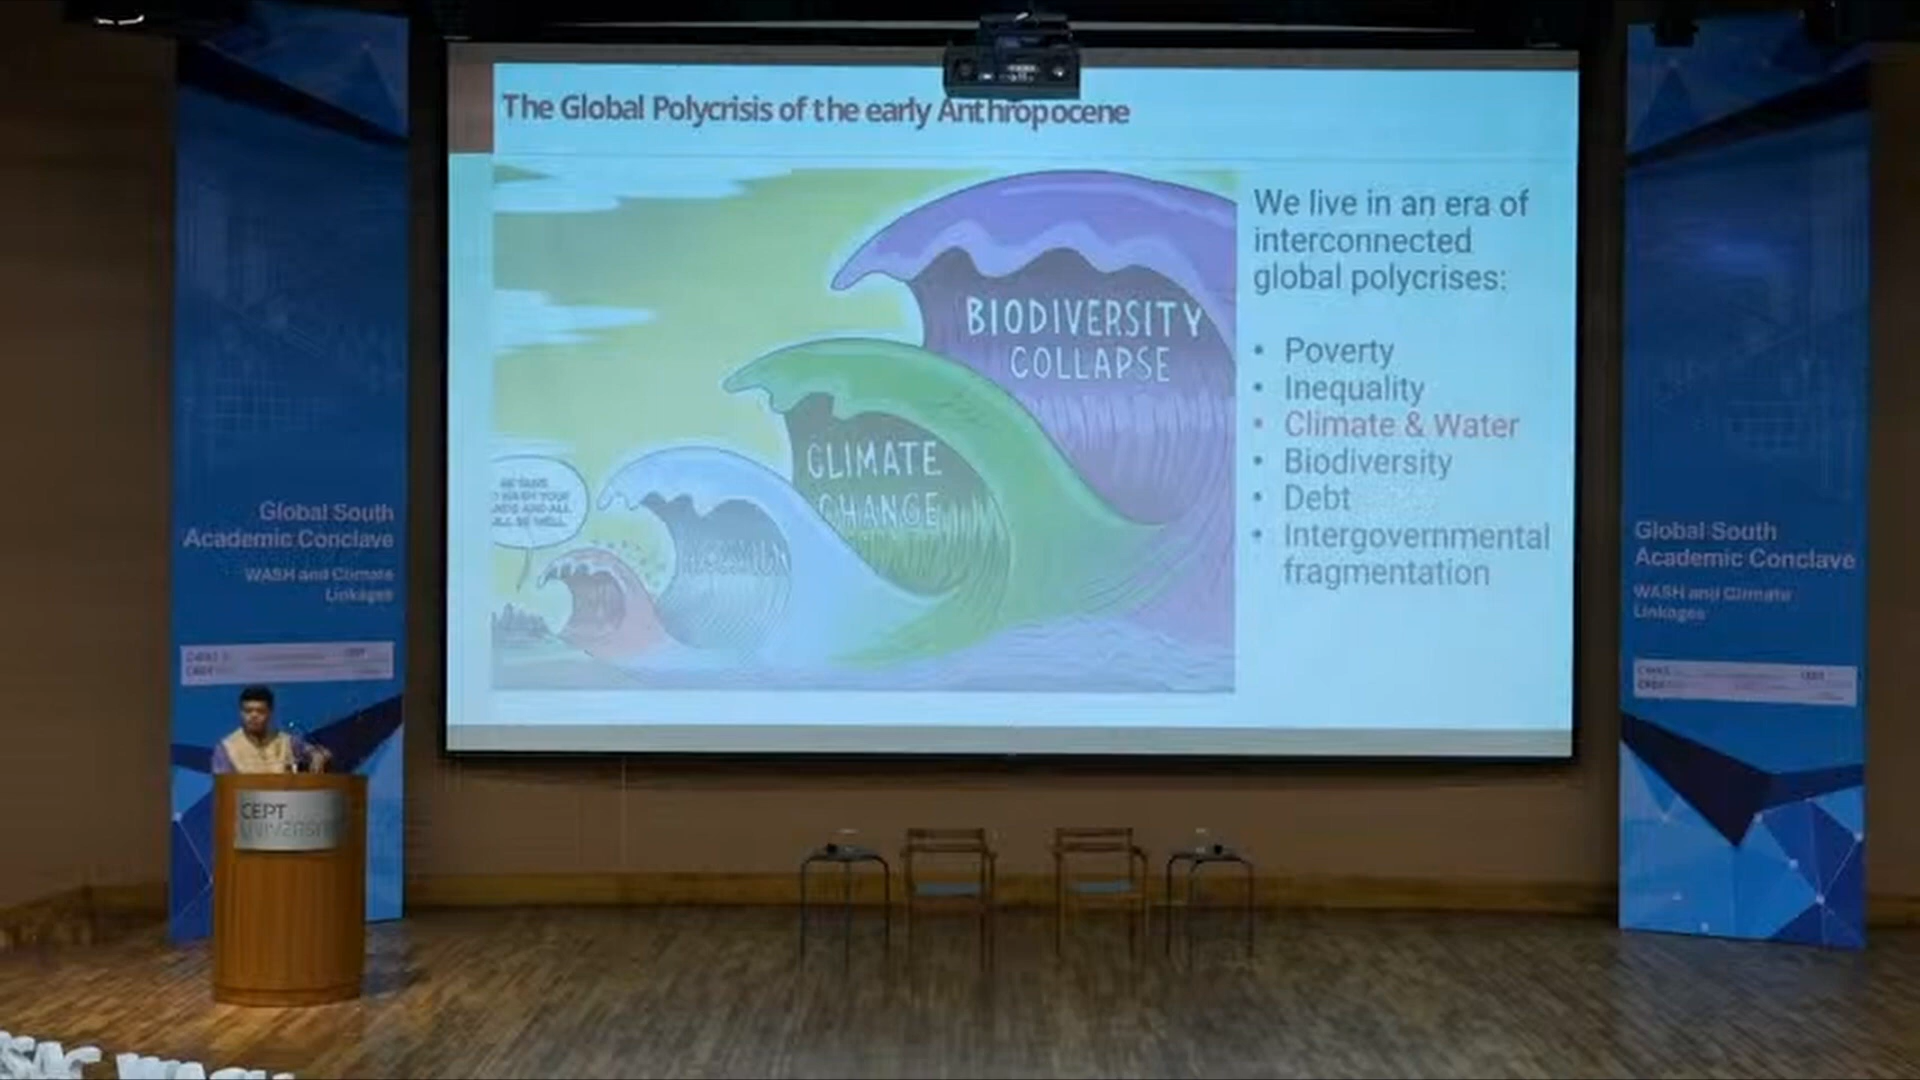 The Global Polycrisis of the early Anthropocene
BIODIVERSITY
COLLAPSE
CLIMATE
CHANGE
We live in an era of
interconnected
global polycrises:
• Poverty
• Inequality
• Climate & Water
• Biodiversity
• Debt
• Intergovernmental
fragmentation
Global South
Academic Conclave
WASH and Climate
Linkages
Global South
Academic Conclave
WASH and Climate
Linkages
CEPT
UNIVERSITY